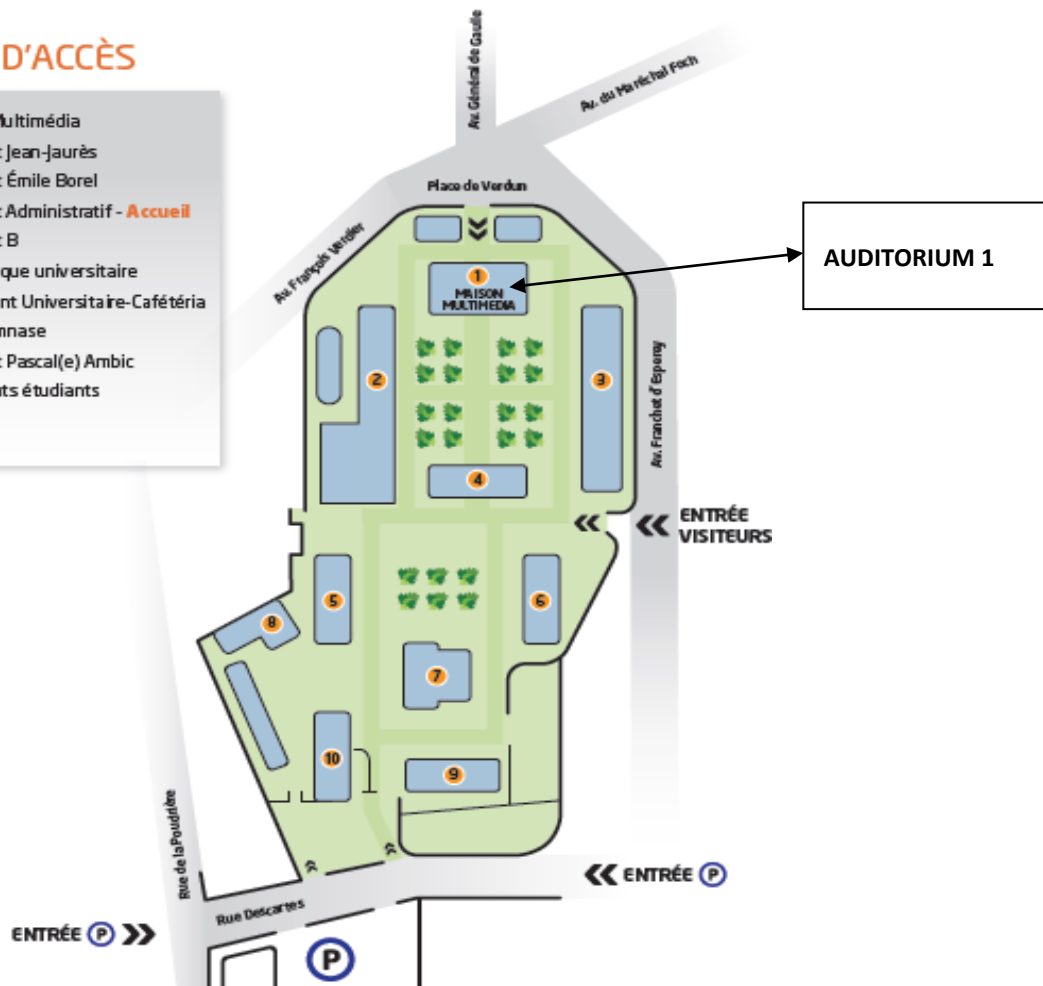 D'ACCÈS
ultimédia
Jean-Jaurès
Émile Borel
Administratif - Accueil
B
que universitaire
nt Universitaire-Cafétéria
nase
Pascal(e) Ambic
ts étudiants
Av. Général de Gaulle
Av. du Maréchal Foch
Place de Verdun
Av. François Verdier
AUDITORIUM 1
1
MAISON
MULTIMEDIA
2
3
Av. Franchet d'Esperey
4
ENTRÉE
VISITEURS
5
6
8
7
10
9
Rue de la Poudrière
ENTRÉE P
Rue Descartes
ENTRÉE P
P